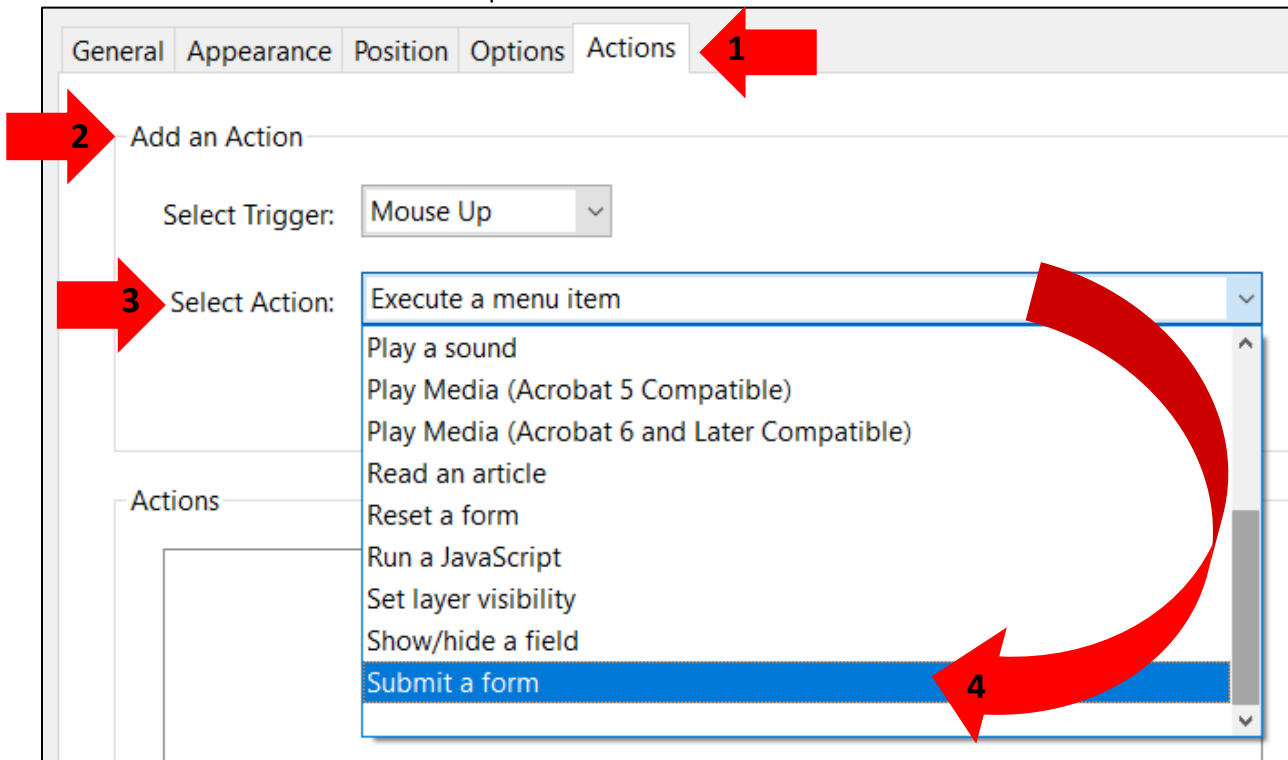 General Appearance Position Options Actions 1
2 Add an Action
Select Trigger: Mouse Up
3 Select Action: Execute a menu item
Play a sound
Play Media (Acrobat 5 Compatible)
Play Media (Acrobat 6 and Later Compatible)
Read an article
Actions
Reset a form
Run a JavaScript
Set layer visibility
Show/hide a field
Submit a form 4